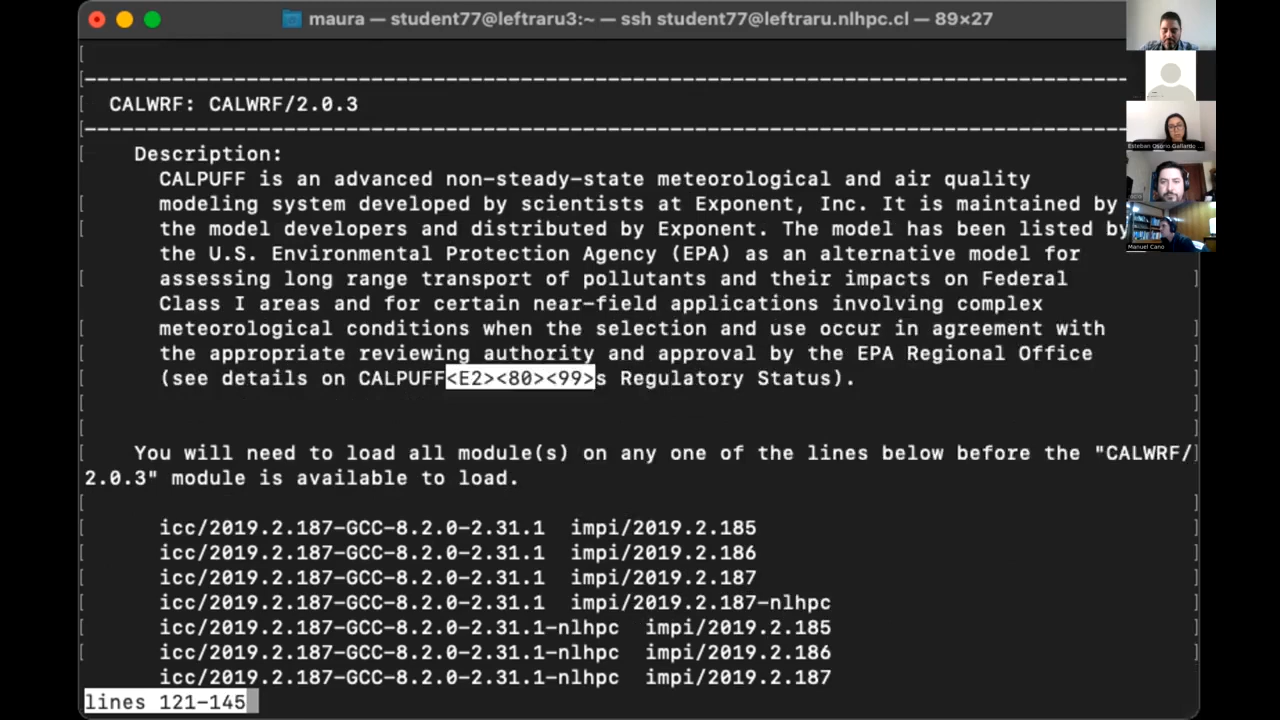 maura — student77@leftraru3:~ — ssh student77@leftraru.nlhpc.cl — 89×27
CALWRF: CALWRF/2.0.3
Description:
CALPUFF is an advanced non-steady-state meteorological and air quality
modeling system developed by scientists at Exponent, Inc. It is maintained by
the model developers and distributed by Exponent. The model has been listed by
the U.S. Environmental Protection Agency (EPA) as an alternative model for
assessing long range transport of pollutants and their impacts on Federal
Class I areas and for certain near-field applications involving complex
meteorological conditions when the selection and use occur in agreement with
the appropriate reviewing authority and approval by the EPA Regional Office
(see details on CALPUFF<E2><80><99>s Regulatory Status).
You will need to load all module(s) on any one of the lines below before the "CALWRF/
2.0.3" module is available to load.
icc/2019.2.187-GCC-8.2.0-2.31.1 impi/2019.2.185
icc/2019.2.187-GCC-8.2.0-2.31.1 impi/2019.2.186
icc/2019.2.187-GCC-8.2.0-2.31.1 impi/2019.2.187
icc/2019.2.187-GCC-8.2.0-2.31.1 impi/2019.2.187-nlhpc
icc/2019.2.187-GCC-8.2.0-2.31.1-nlhpc impi/2019.2.185
icc/2019.2.187-GCC-8.2.0-2.31.1-nlhpc impi/2019.2.186
icc/2019.2.187-GCC-8.2.0-2.31.1-nlhpc impi/2019.2.187
lines 121-145
Esteban Osorio Gallardo
Manuel Cano